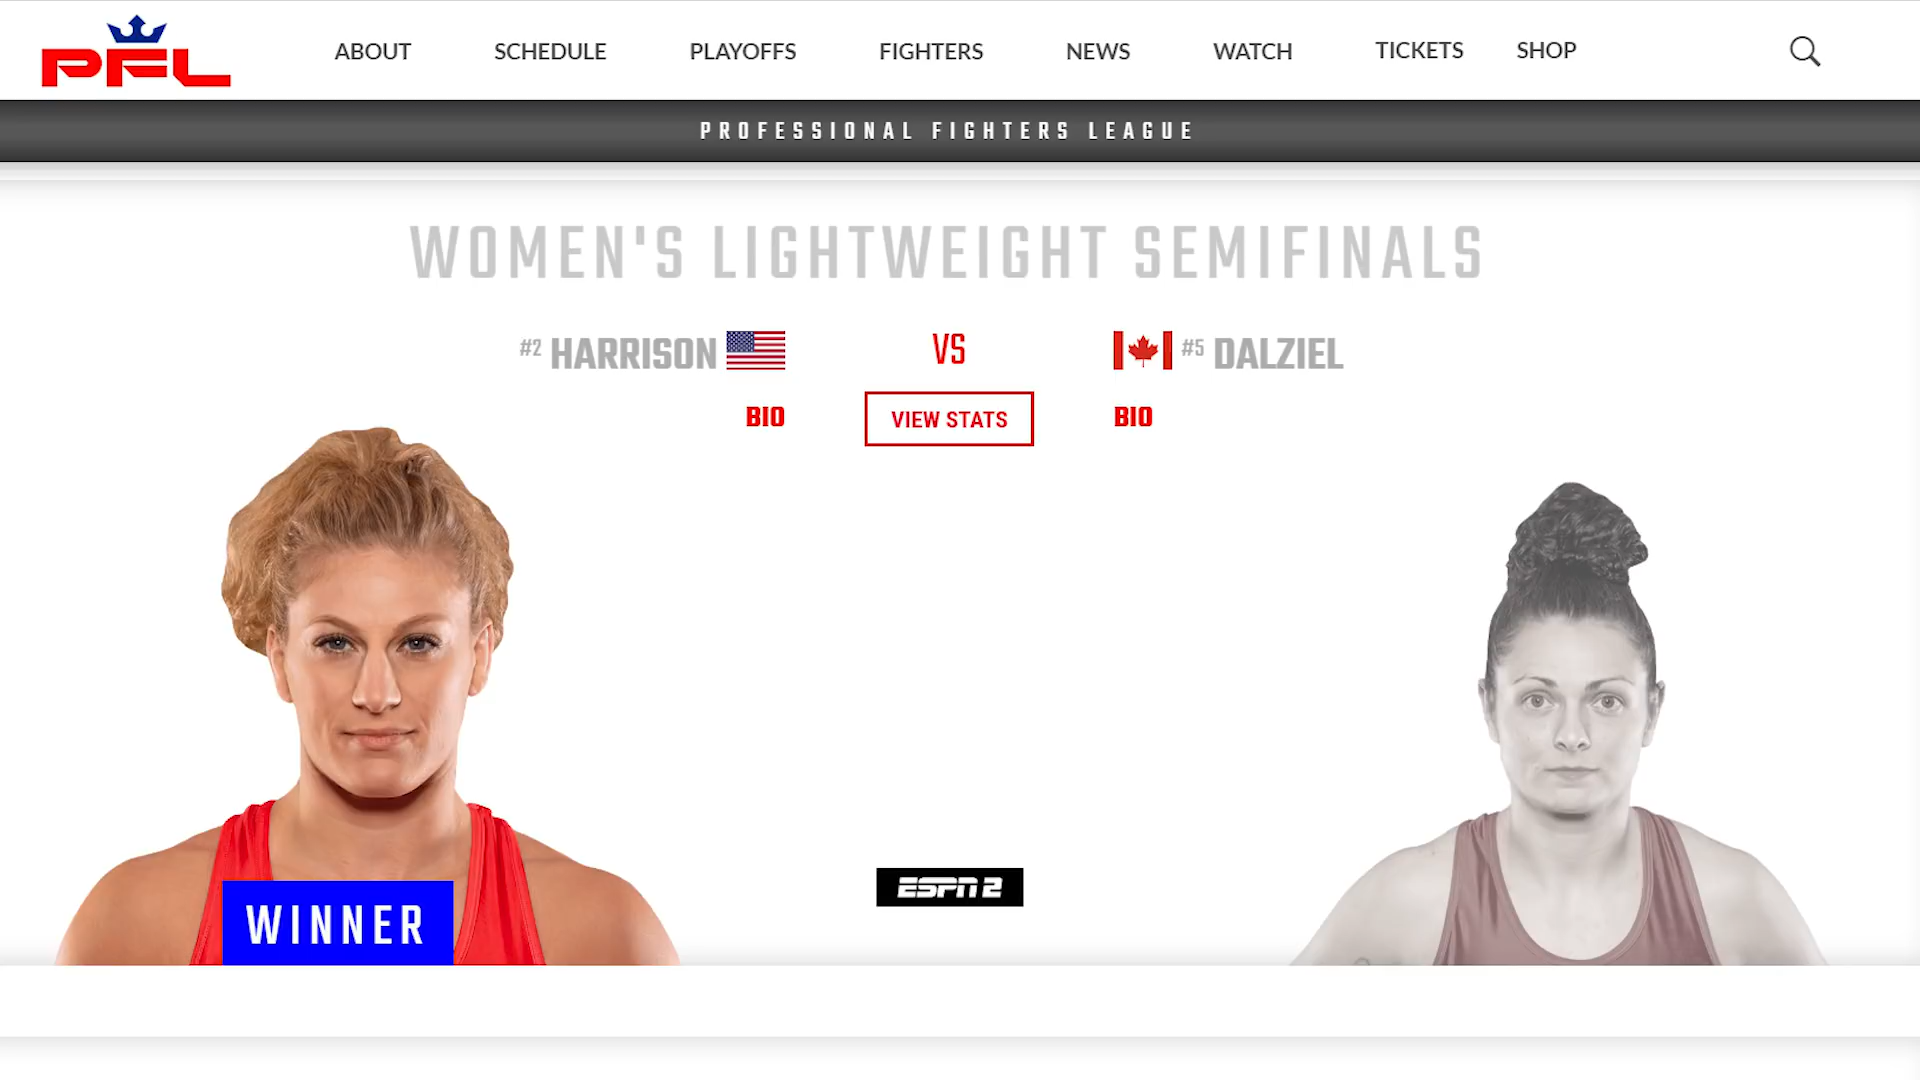 PFL
ABOUT SCHEDULE PLAYOFFS FIGHTERS NEWS WATCH TICKETS SHOP
PROFESSIONAL FIGHTERS LEAGUE
WOMEN'S LIGHTWEIGHT SEMIFINALS
#2 HARRISON VS #5 DALZIEL
BIO VIEW STATS BIO
ESPN2
WINNER